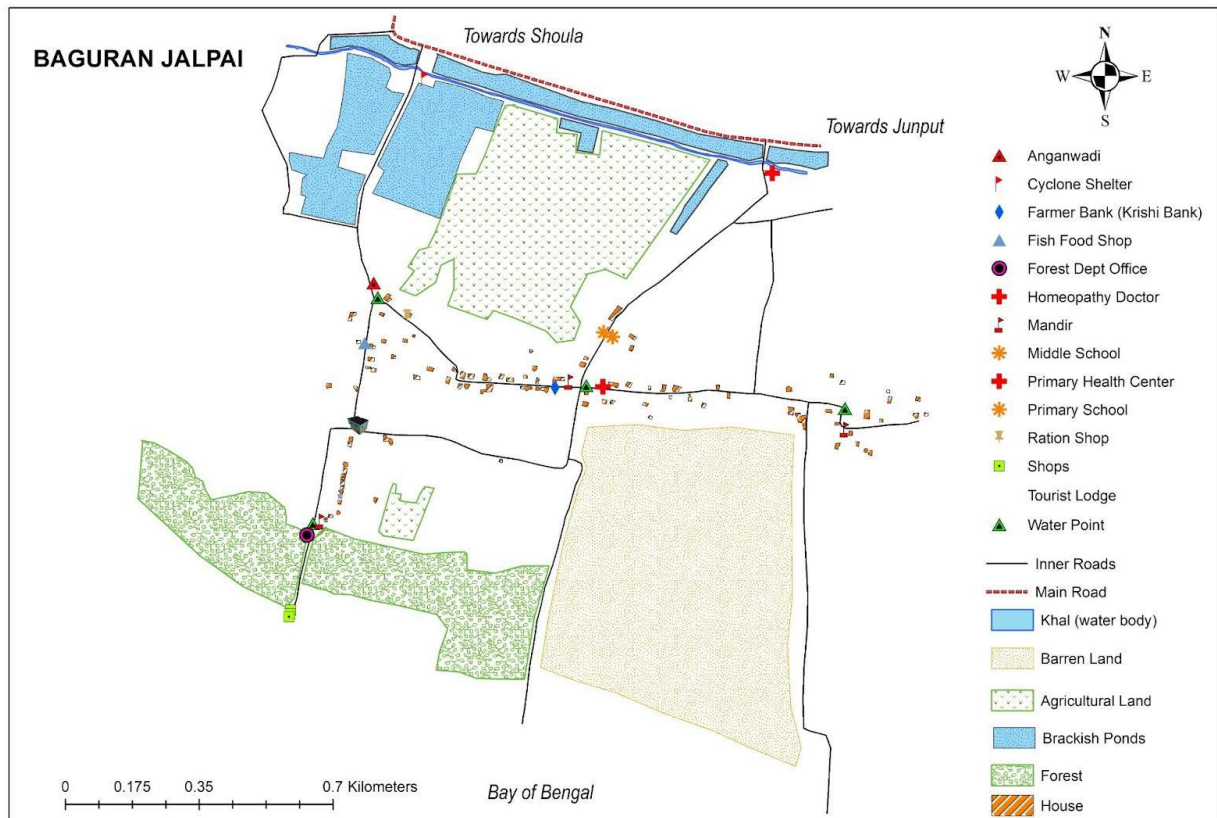 BAGURAN JALPAI
Towards Shoula
Towards Junput
N
W E
S
Anganwadi
Cyclone Shelter
Farmer Bank (Krishi Bank)
Fish Food Shop
Forest Dept Office
Homeopathy Doctor
Mandir
Middle School
Primary Health Center
Primary School
Ration Shop
Shops
Tourist Lodge
Water Point
Inner Roads
Main Road
Khal (water body)
Barren Land
Agricultural Land
Brackish Ponds
Forest
House
0 0.175 0.35 0.7 Kilometers
Bay of Bengal